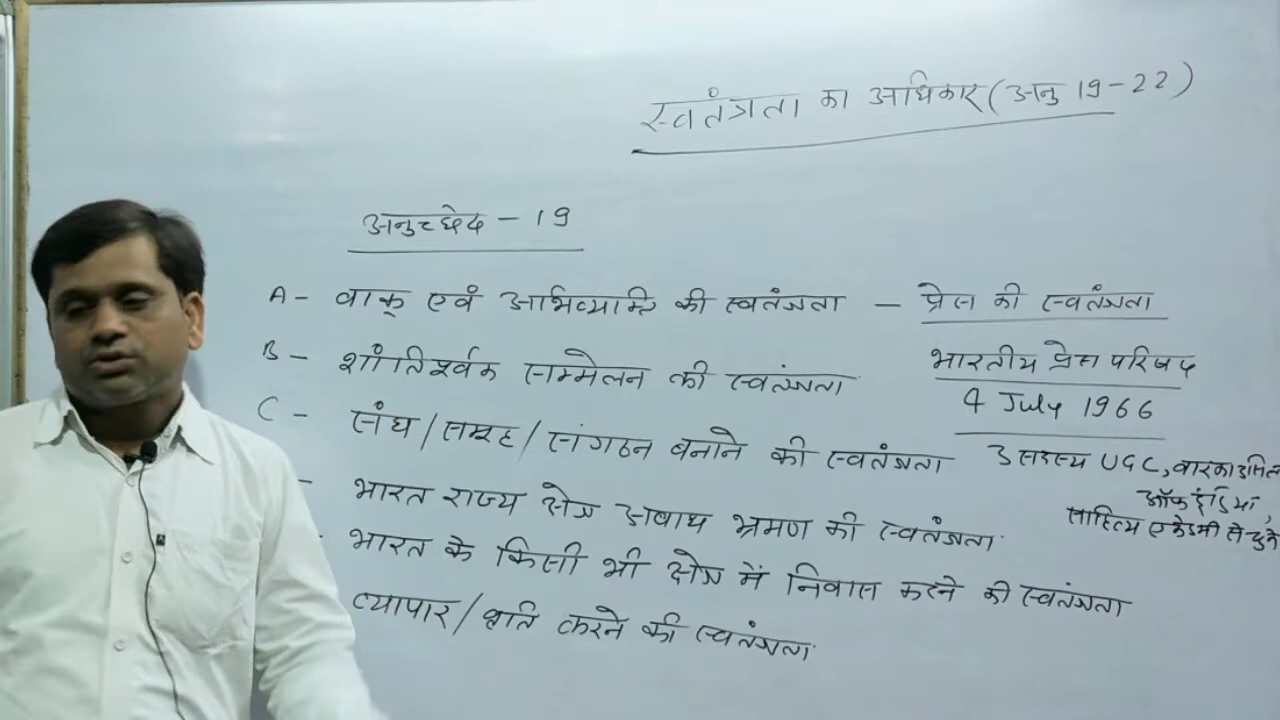 स्वतंत्रता का अधिकार (अनु 19-22)
अनुच्छेद - 19
A - वाक् एवं अभिव्यक्ति की स्वतंत्रता - प्रेस की स्वतंत्रता
भारतीय प्रेस परिषद
4 July 1966
3 सदस्य UGC, बार काउंसिल
ऑफ इंडिया,
साहित्य एकेडमी से चुने
B - शांतिपूर्वक सम्मेलन की स्वतंत्रता
C - संघ/समूह/संगठन बनाने की स्वतंत्रता
- भारत राज्य क्षेत्र अबाध भ्रमण की स्वतंत्रता
भारत के किसी भी क्षेत्र में निवास करने की स्वतंत्रता
व्यापार/वृत्ति करने की स्वतंत्रता